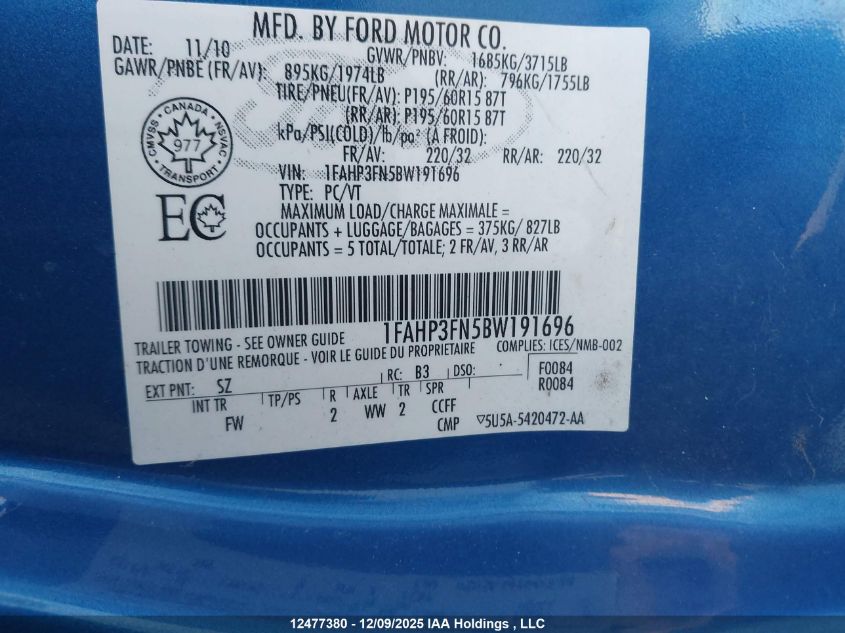 MFD. BY FORD MOTOR CO.
DATE: 11/10 GVWR/PNBV: 1685KG/3715LB
GAWR/PNBE (FR/AV): 895KG/1974LB (RR/AR): 796KG/1755LB
TIRE/PNEU(FR/AV): P195/60R15 87T
(RR/AR): P195/60R15 87T
kPa/PSI(COLD)/lb/po² (A FROID):
FR/AV: 220/32 RR/AR: 220/32
CANADA
CMVSS 977 NSVAC
TRANSPORT
VIN: 1FAHP3FN5BW191696
TYPE: PC/VT
EC
MAXIMUM LOAD/CHARGE MAXIMALE =
OCCUPANTS + LUGGAGE/BAGAGES = 375KG/ 827LB
OCCUPANTS = 5 TOTAL/TOTALE; 2 FR/AV, 3 RR/AR
1FAHP3FN5BW191696
TRAILER TOWING - SEE OWNER GUIDE COMPLIES: ICES/NMB-002
TRACTION D'UNE REMORQUE - VOIR LE GUIDE DU PROPRIETAIRE
EXT PNT: SZ RC: B3 DSO: F0084
R0084
INT TR TP/PS R AXLE TR SPR
FW 2 WW 2 CCFF
CMP ▽5U5A-5420472-AA
12477380 - 12/09/2025 IAA Holdings , LLC